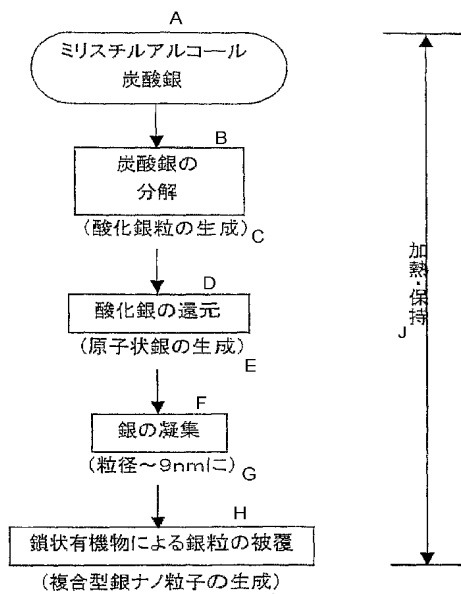 A
ミリスチルアルコール
炭酸銀
B
炭酸銀の
分解
(酸化銀粒の生成)
C
D
酸化銀の還元
(原子状銀の生成)
E
F
銀の凝集
(粒径～9nmに)
G
H
鎖状有機物による銀粒の被覆
(複合型銀ナノ粒子の生成)
加熱・保持
J